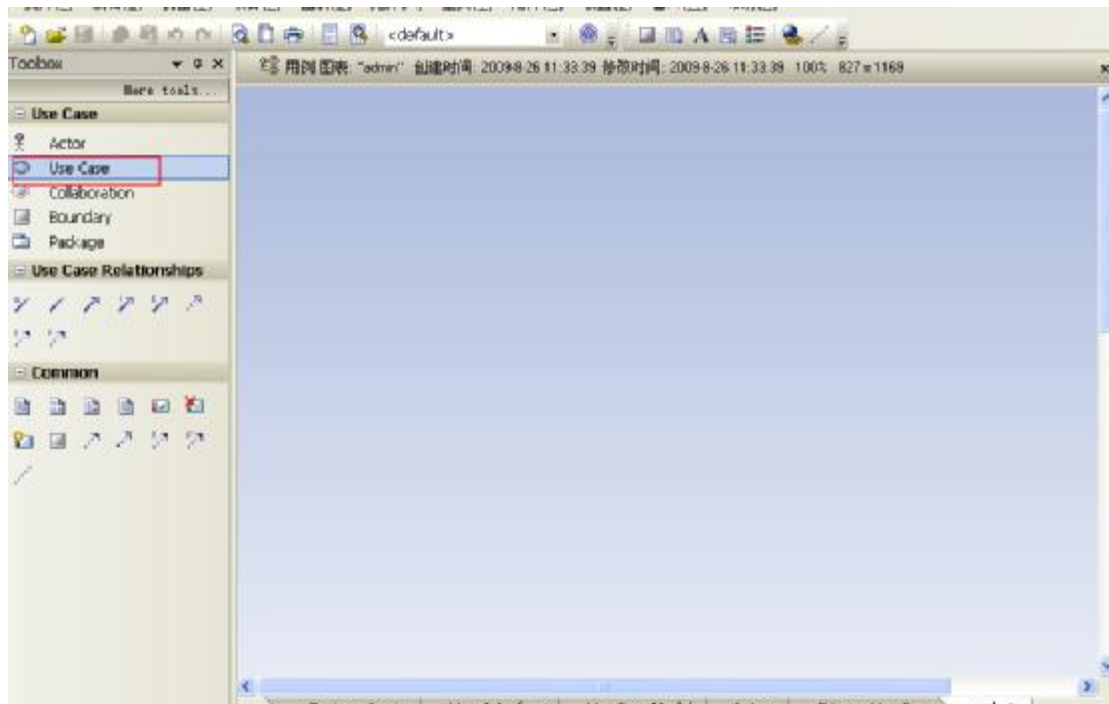 <default>
Toolbox
用例 图表: "admin" 创建时间: 2009-8-26 11:33:39 修改时间: 2009-8-26 11:33:39 100% 827 x 1169
More tools...
Use Case
Actor
Use Case
Collaboration
Boundary
Package
Use Case Relationships
Common